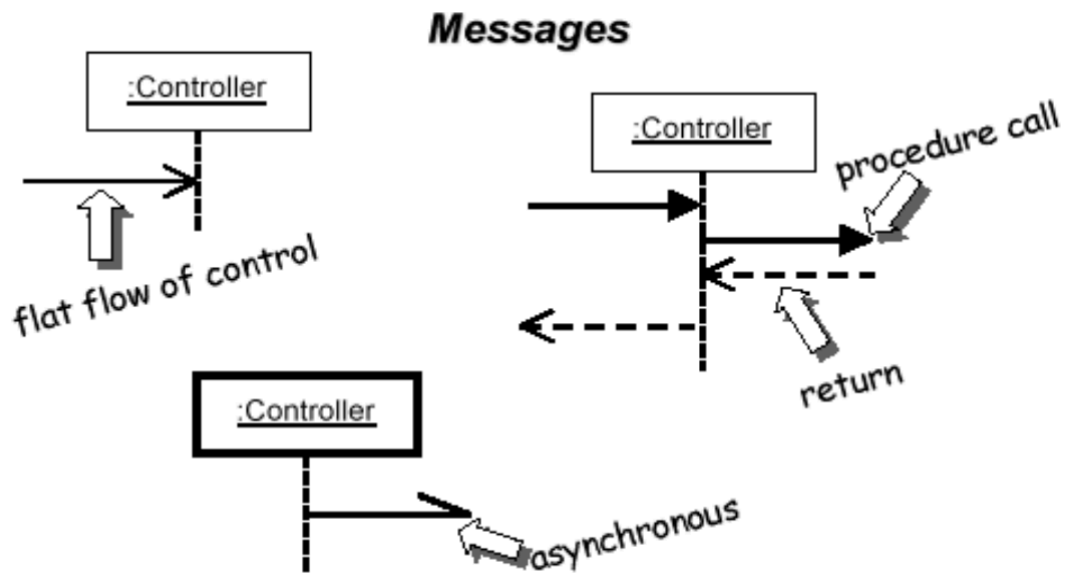 Messages
:Controller
flat flow of control
:Controller
procedure call
return
:Controller
asynchronous